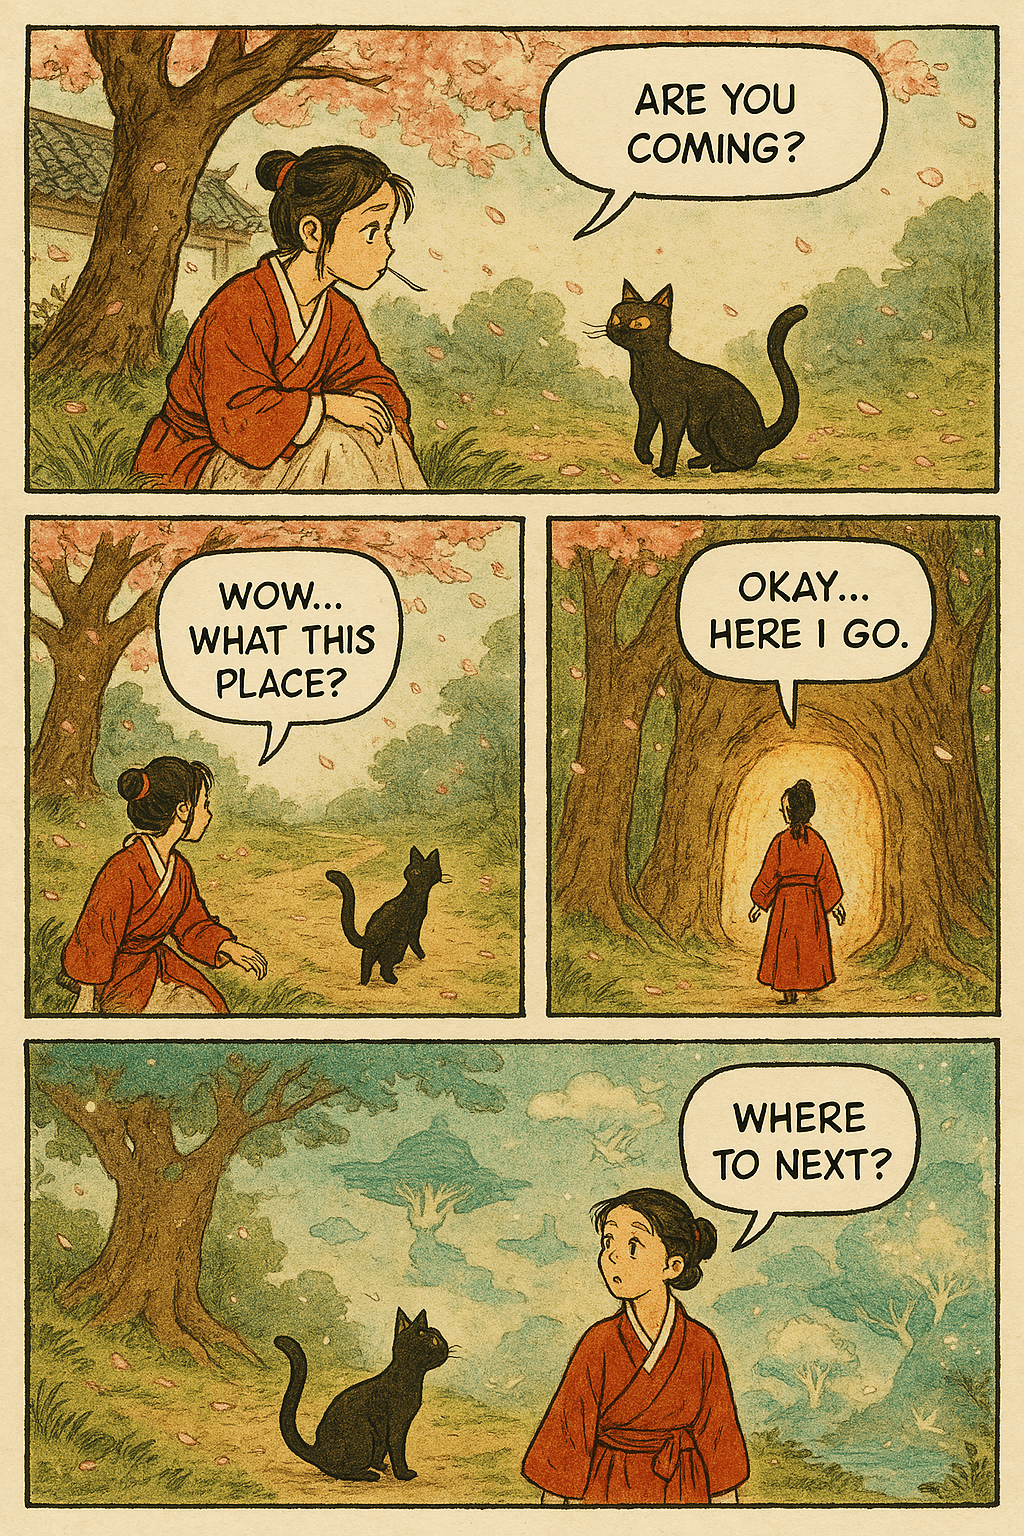 ARE YOU
COMING?
WOW...
WHAT THIS
PLACE?
OKAY...
HERE I GO.
WHERE
TO NEXT?